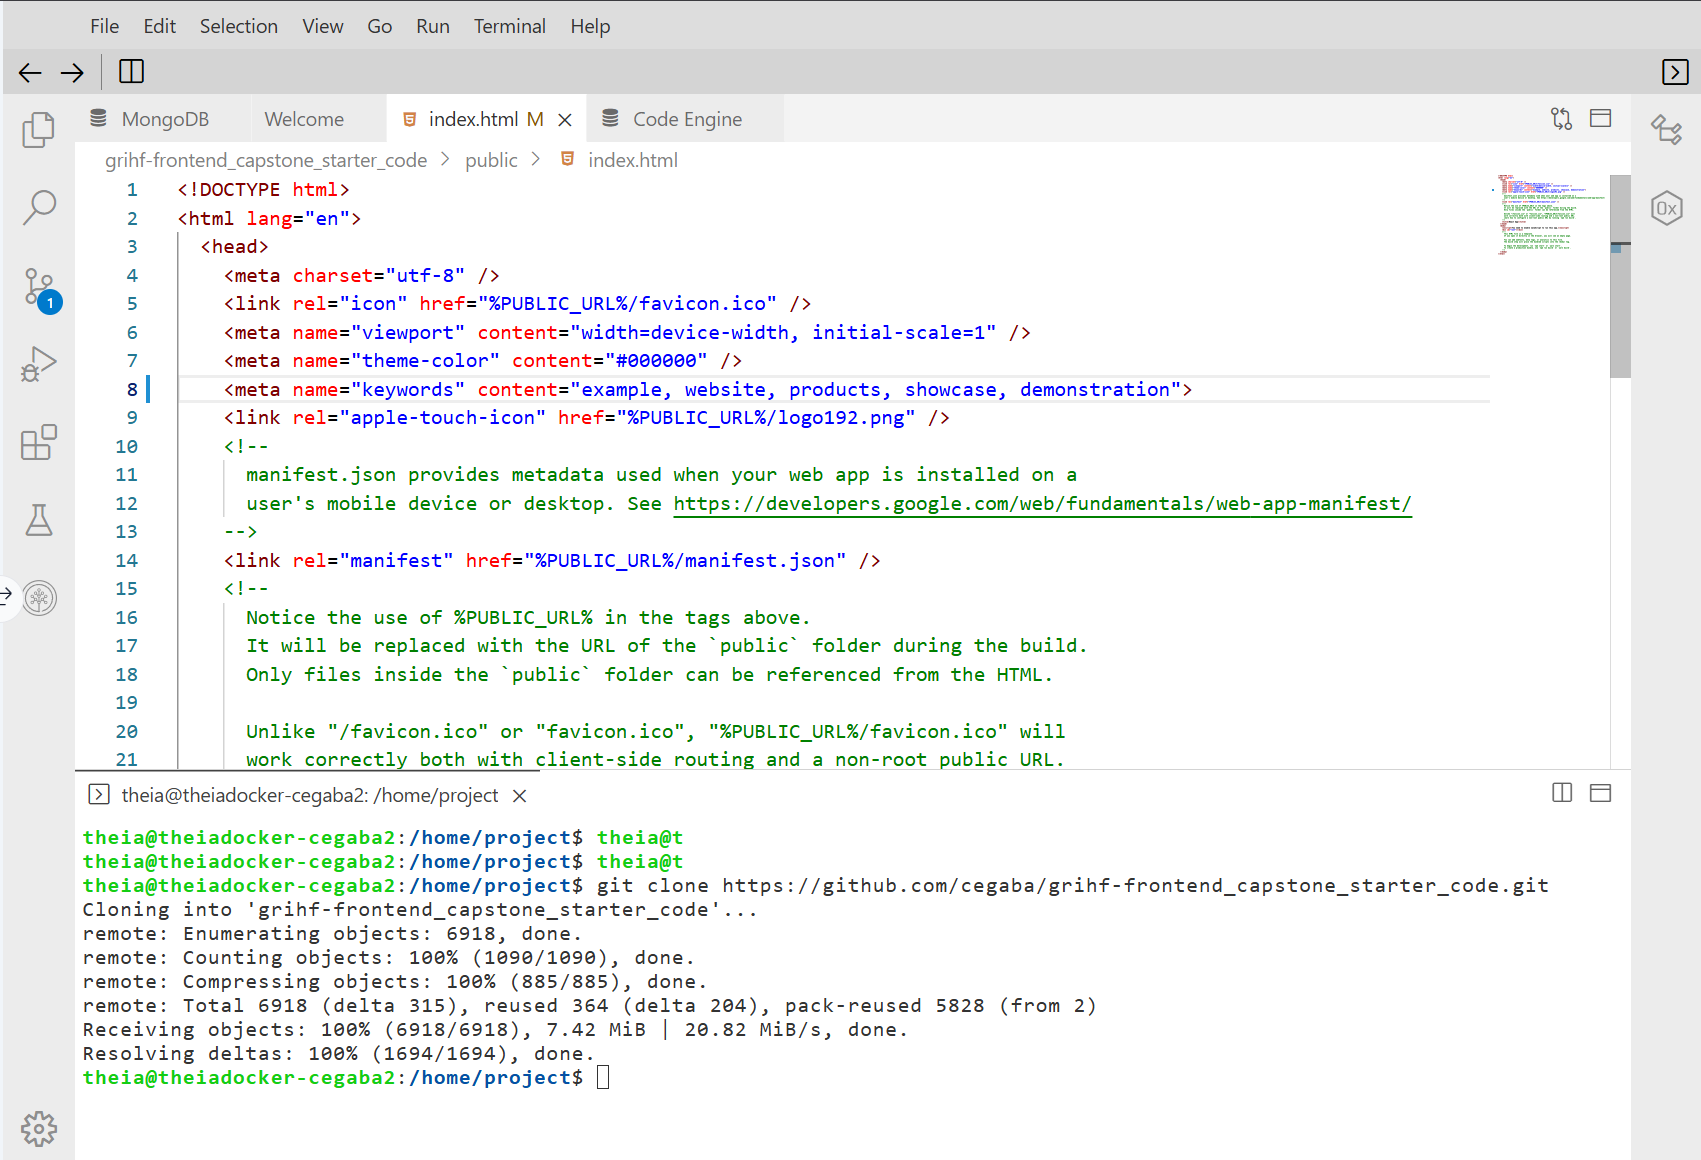 File Edit Selection View Go Run Terminal Help
MongoDB Welcome index.html M Code Engine
grihf-frontend_capstone_starter_code > public > index.html
1 <!DOCTYPE html>
2 <html lang="en">
3 <head>
4 <meta charset="utf-8" />
5 <link rel="icon" href="%PUBLIC_URL%/favicon.ico" />
6 <meta name="viewport" content="width=device-width, initial-scale=1" />
7 <meta name="theme-color" content="#000000" />
8 <meta name="keywords" content="example, website, products, showcase, demonstration">
9 <link rel="apple-touch-icon" href="%PUBLIC_URL%/logo192.png" />
10 <!--
11 manifest.json provides metadata used when your web app is installed on a
12 user's mobile device or desktop. See https://developers.google.com/web/fundamentals/web-app-manifest/
13 -->
14 <link rel="manifest" href="%PUBLIC_URL%/manifest.json" />
15 <!--
16 Notice the use of %PUBLIC_URL% in the tags above.
17 It will be replaced with the URL of the `public` folder during the build.
18 Only files inside the `public` folder can be referenced from the HTML.
19
20 Unlike "/favicon.ico" or "favicon.ico", "%PUBLIC_URL%/favicon.ico" will
21 work correctly both with client-side routing and a non-root public URL.
1
0x
theia@theiadocker-cegaba2: /home/project
theia@theiadocker-cegaba2:/home/project$ theia@t
theia@theiadocker-cegaba2:/home/project$ theia@t
theia@theiadocker-cegaba2:/home/project$ git clone https://github.com/cegaba/grihf-frontend_capstone_starter_code.git
Cloning into 'grihf-frontend_capstone_starter_code'...
remote: Enumerating objects: 6918, done.
remote: Counting objects: 100% (1090/1090), done.
remote: Compressing objects: 100% (885/885), done.
remote: Total 6918 (delta 315), reused 364 (delta 204), pack-reused 5828 (from 2)
Receiving objects: 100% (6918/6918), 7.42 MiB | 20.82 MiB/s, done.
Resolving deltas: 100% (1694/1694), done.
theia@theiadocker-cegaba2:/home/project$